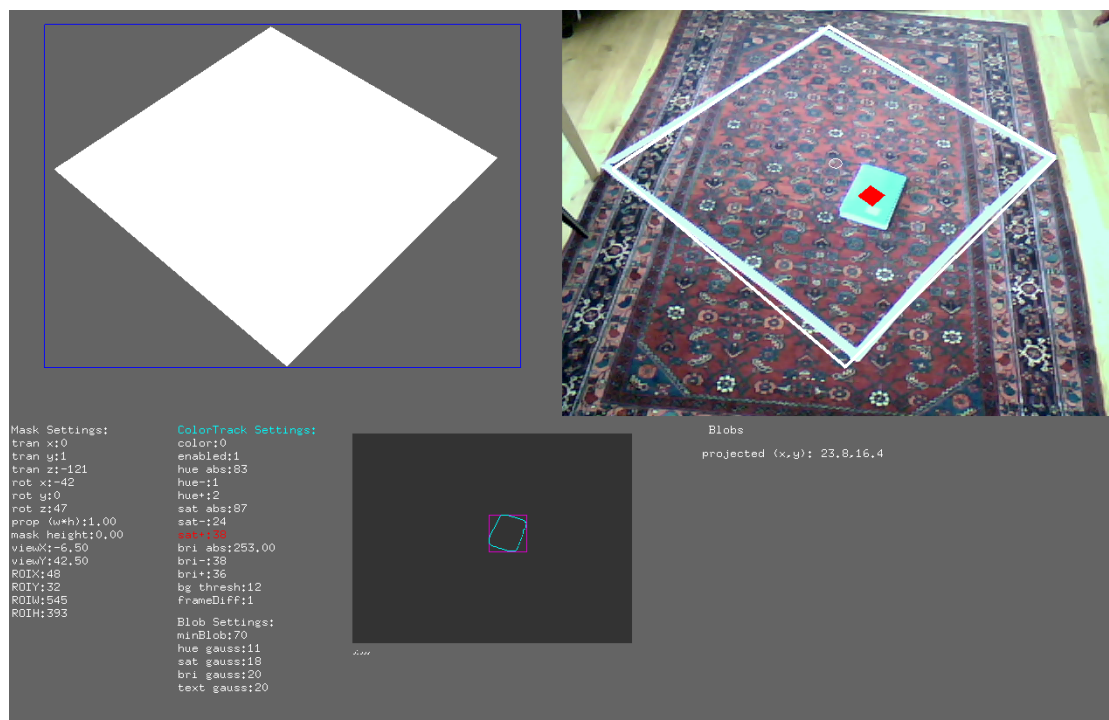 Mask Settings:
tran x:0
tran y:1
tran z:-121
rot x:-42
rot y:0
rot z:47
prop (w*h):1.00
mask height:0.00
viewX:-6.50
viewY:42.50
ROIX:48
ROIY:32
ROIW:545
ROIH:393
ColorTrack Settings:
color:0
enabled:1
hue abs:83
hue-:1
hue+:2
sat abs:87
sat-:24
sat+:38
bri abs:253.00
bri-:38
bri+:36
bg thresh:12
frameDiff:1
Blob Settings:
minBlob:70
hue gauss:11
sat gauss:18
bri gauss:20
text gauss:20
Blobs
projected (x,y): 23.8,16.4